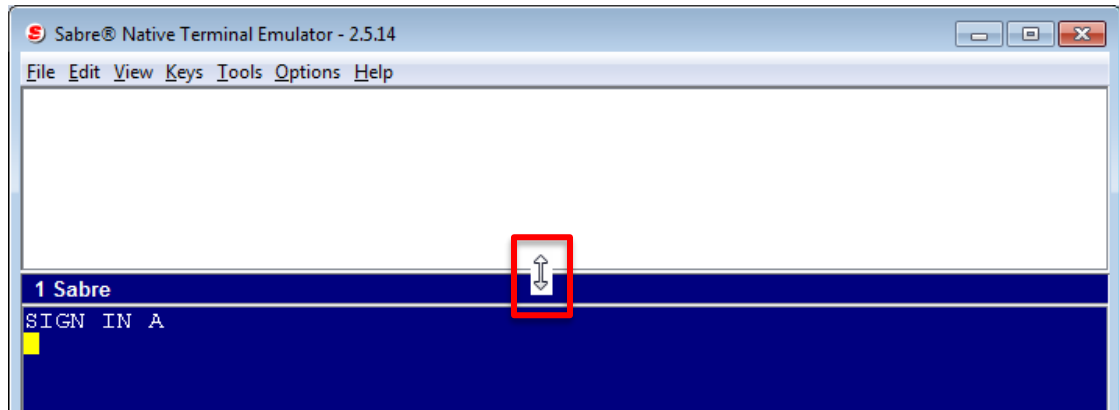 S Sabre® Native Terminal Emulator - 2.5.14
File Edit View Keys Tools Options Help
1 Sabre
SIGN IN A